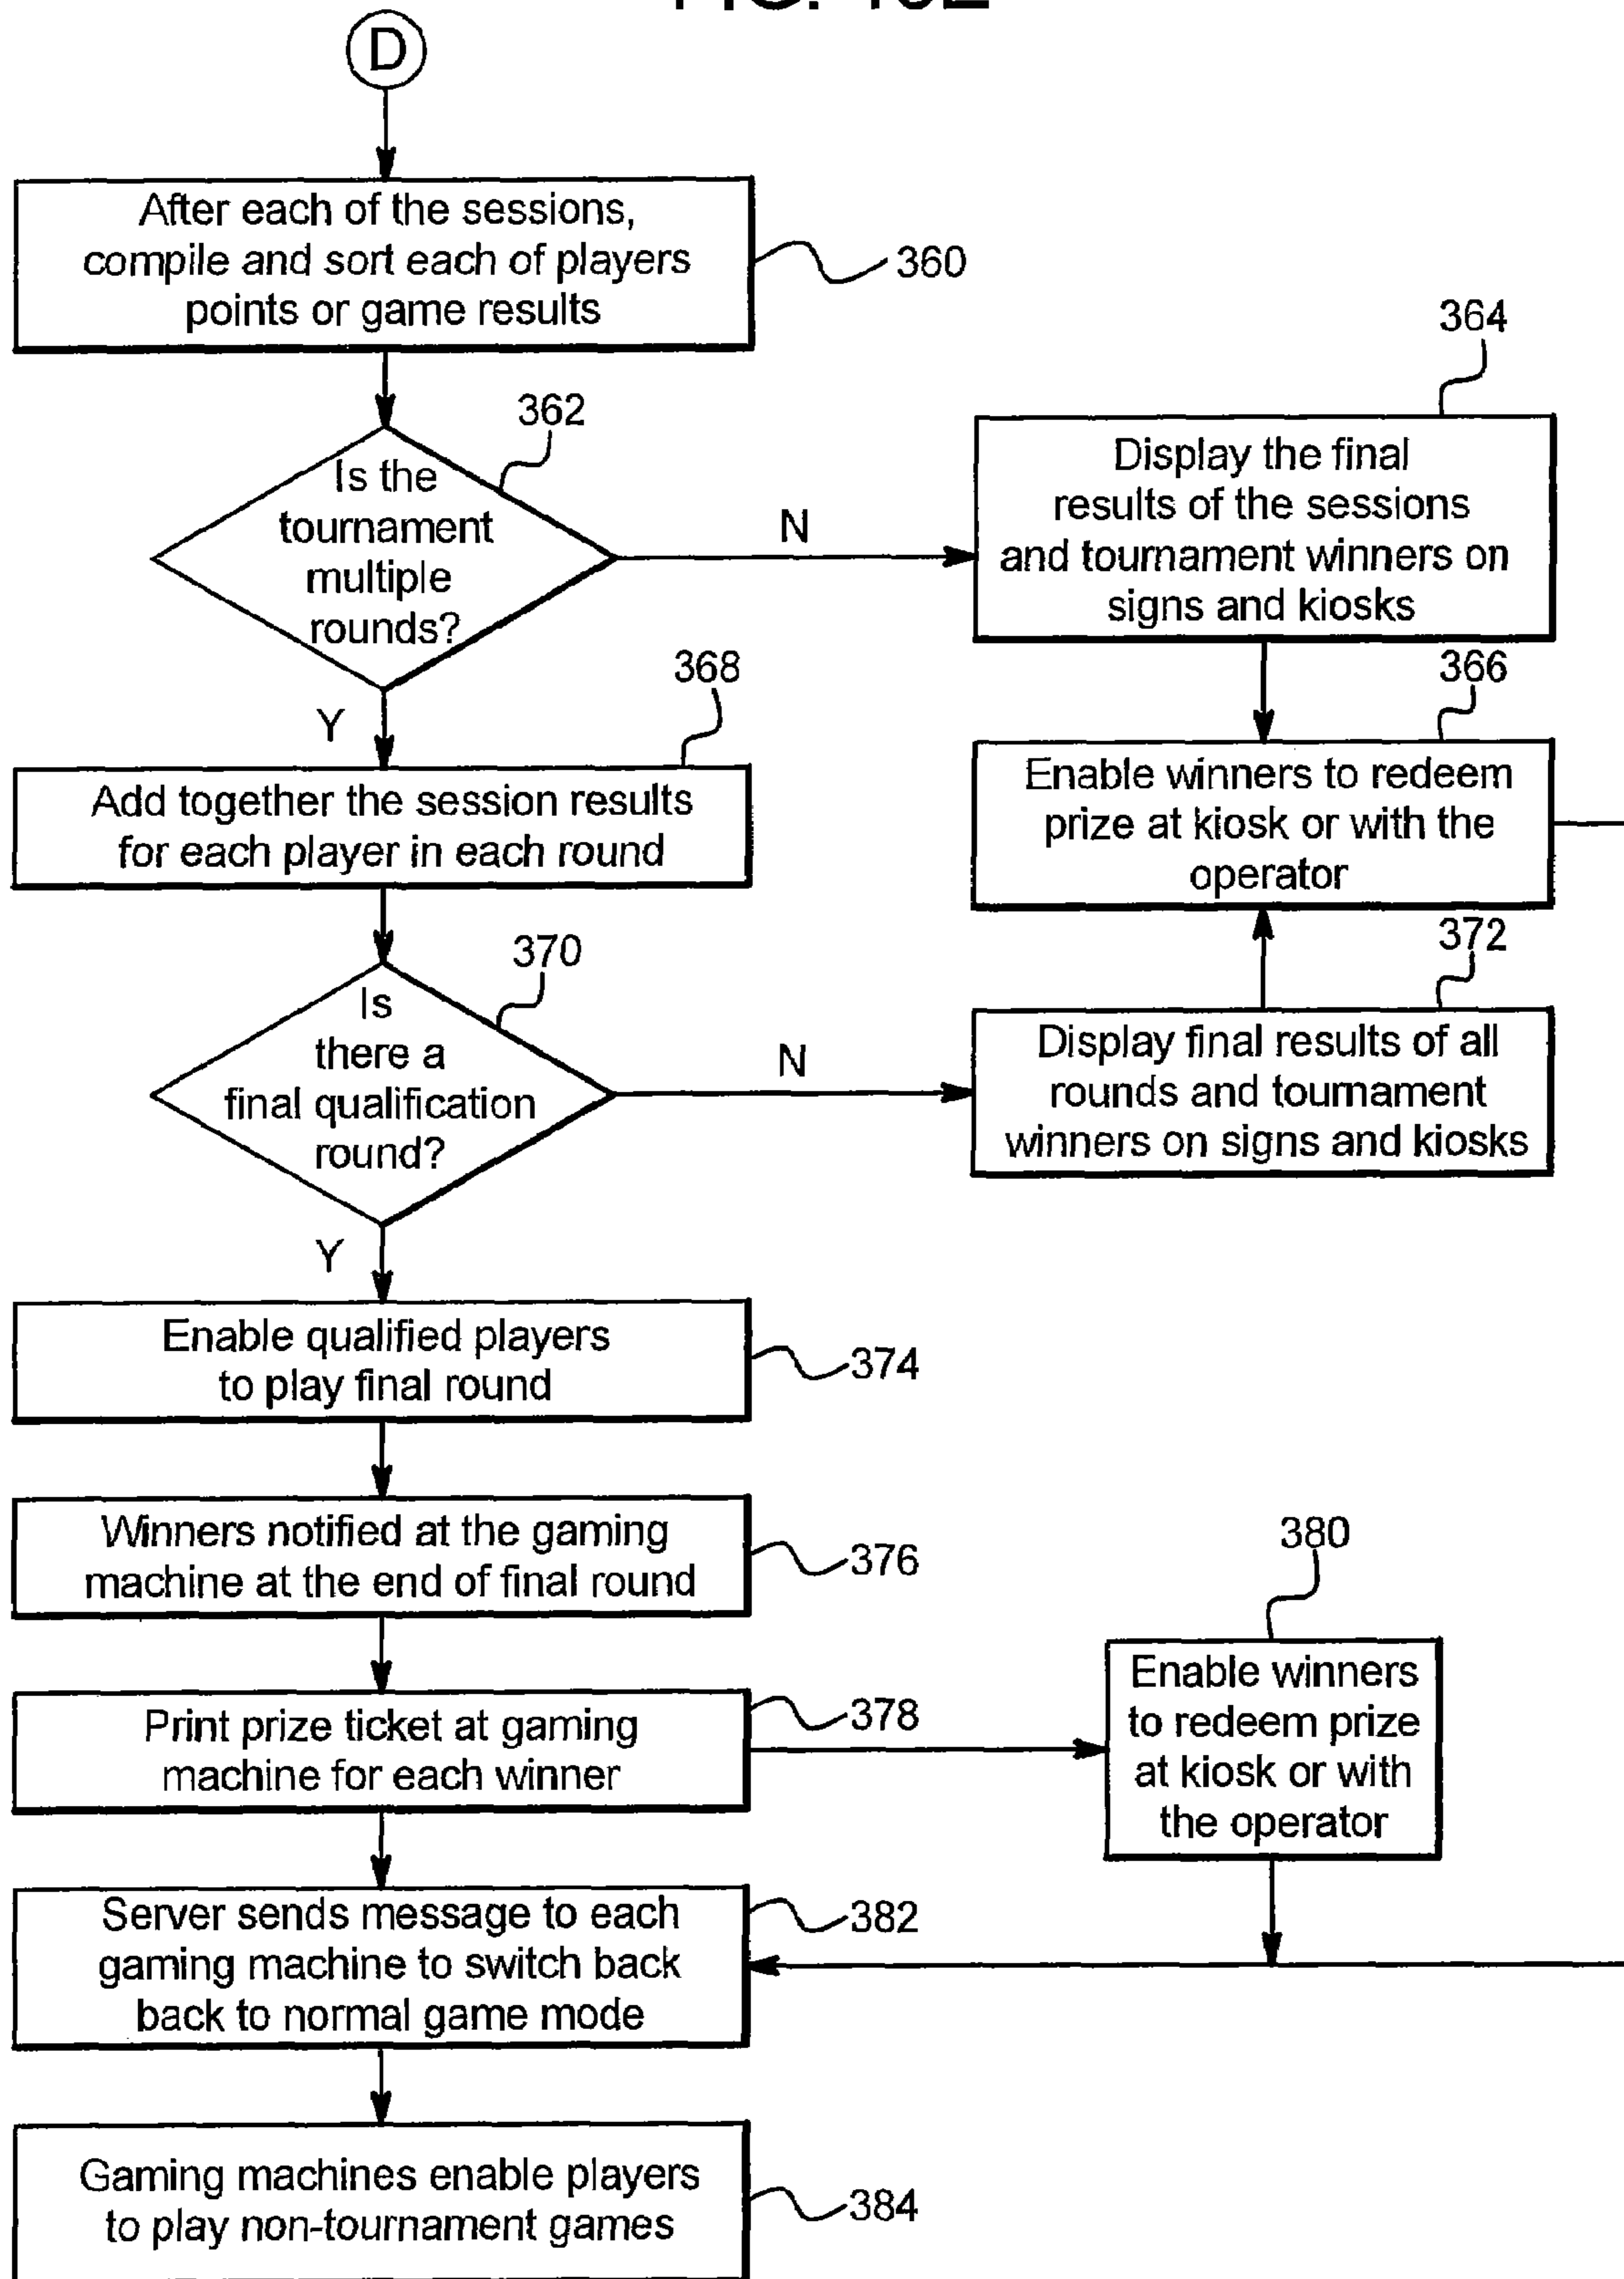 D
After each of the sessions,
compile and sort each of players
points or game results
360
362
Is the
tournament
multiple
rounds?
N
364
Display the final
results of the sessions
and tournament winners on
signs and kiosks
Y
368
Add together the session results
for each player in each round
366
Enable winners to redeem
prize at kiosk or with the
operator
370
Is
there a
final qualification
round?
N
372
Display final results of all
rounds and tournament
winners on signs and kiosks
Y
Enable qualified players
to play final round
374
Winners notified at the gaming
machine at the end of final round
376
Print prize ticket at gaming
machine for each winner
378
380
Enable winners
to redeem prize
at kiosk or with
the operator
Server sends message to each
gaming machine to switch back
back to normal game mode
382
Gaming machines enable players
to play non-tournament games
384